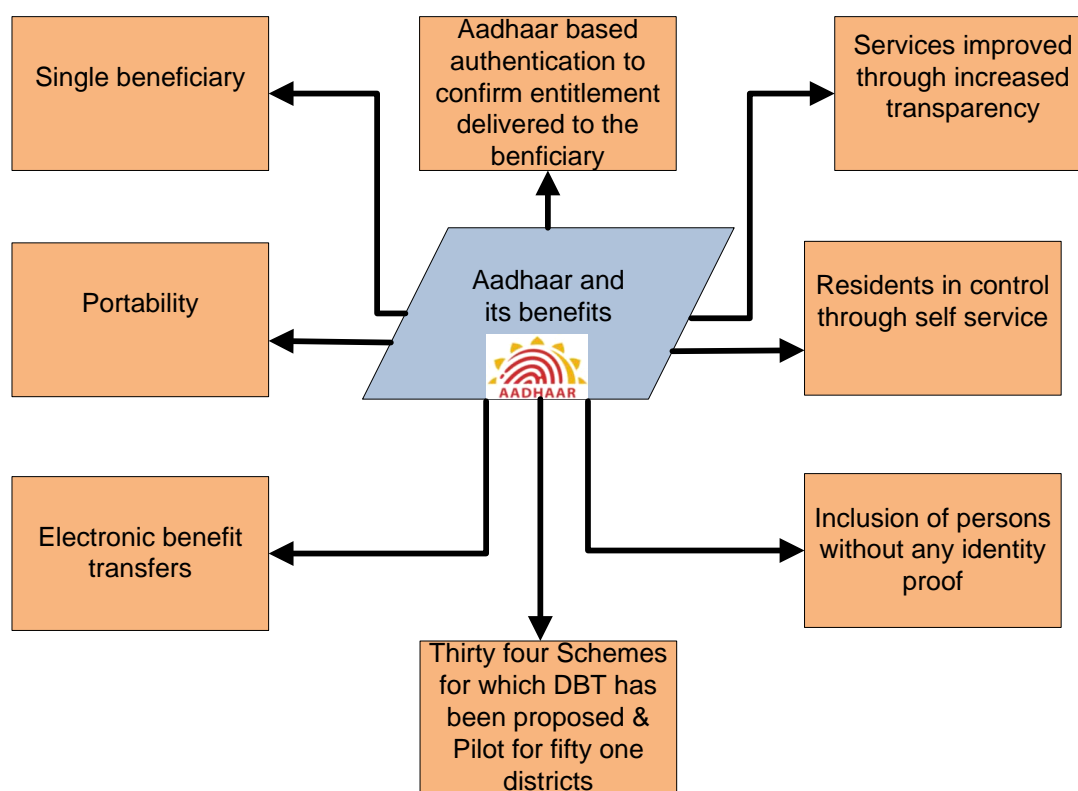 Single beneficiary
Aadhaar based
authentication to
confirm entitlement
delivered to the
benficiary
Services improved
through increased
transparency
Portability
Aadhaar and
its benefits
AADHAAR
Residents in control
through self service
Electronic benefit
transfers
Inclusion of persons
without any identity
proof
Thirty four Schemes
for which DBT has
been proposed &
Pilot for fifty one
districts